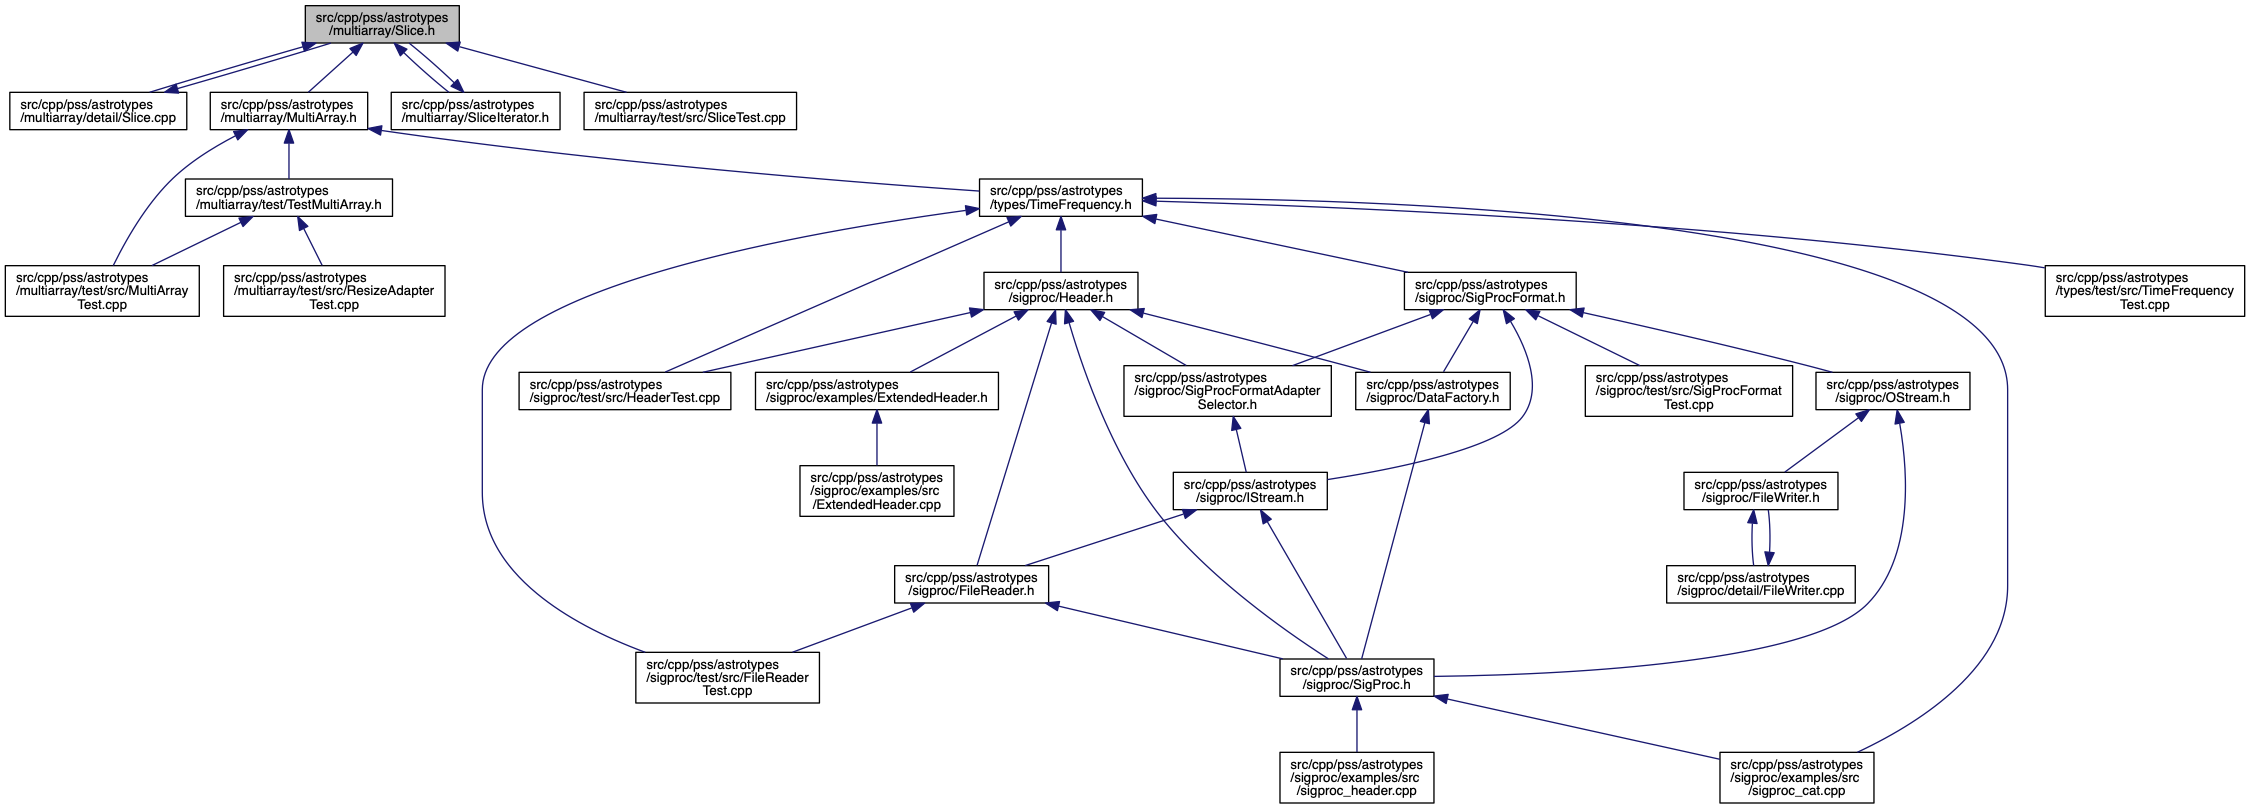 src/cpp/pss/astrotypes
/multiarray/Slice.h
src/cpp/pss/astrotypes
/multiarray/detail/Slice.cpp
src/cpp/pss/astrotypes
/multiarray/MultiArray.h
src/cpp/pss/astrotypes
/multiarray/SliceIterator.h
src/cpp/pss/astrotypes
/multiarray/test/src/SliceTest.cpp
src/cpp/pss/astrotypes
/multiarray/test/TestMultiArray.h
src/cpp/pss/astrotypes
/types/TimeFrequency.h
src/cpp/pss/astrotypes
/multiarray/test/src/MultiArray
Test.cpp
src/cpp/pss/astrotypes
/multiarray/test/src/ResizeAdapter
Test.cpp
src/cpp/pss/astrotypes
/sigproc/Header.h
src/cpp/pss/astrotypes
/sigproc/SigProcFormat.h
src/cpp/pss/astrotypes
/types/test/src/TimeFrequency
Test.cpp
src/cpp/pss/astrotypes
/sigproc/test/src/HeaderTest.cpp
src/cpp/pss/astrotypes
/sigproc/examples/ExtendedHeader.h
src/cpp/pss/astrotypes
/sigproc/SigProcFormatAdapter
Selector.h
src/cpp/pss/astrotypes
/sigproc/DataFactory.h
src/cpp/pss/astrotypes
/sigproc/test/src/SigProcFormat
Test.cpp
src/cpp/pss/astrotypes
/sigproc/OStream.h
src/cpp/pss/astrotypes
/sigproc/examples/src
/ExtendedHeader.cpp
src/cpp/pss/astrotypes
/sigproc/IStream.h
src/cpp/pss/astrotypes
/sigproc/FileWriter.h
src/cpp/pss/astrotypes
/sigproc/FileReader.h
src/cpp/pss/astrotypes
/sigproc/detail/FileWriter.cpp
src/cpp/pss/astrotypes
/sigproc/test/src/FileReader
Test.cpp
src/cpp/pss/astrotypes
/sigproc/SigProc.h
src/cpp/pss/astrotypes
/sigproc/examples/src
/sigproc_header.cpp
src/cpp/pss/astrotypes
/sigproc/examples/src
/sigproc_cat.cpp